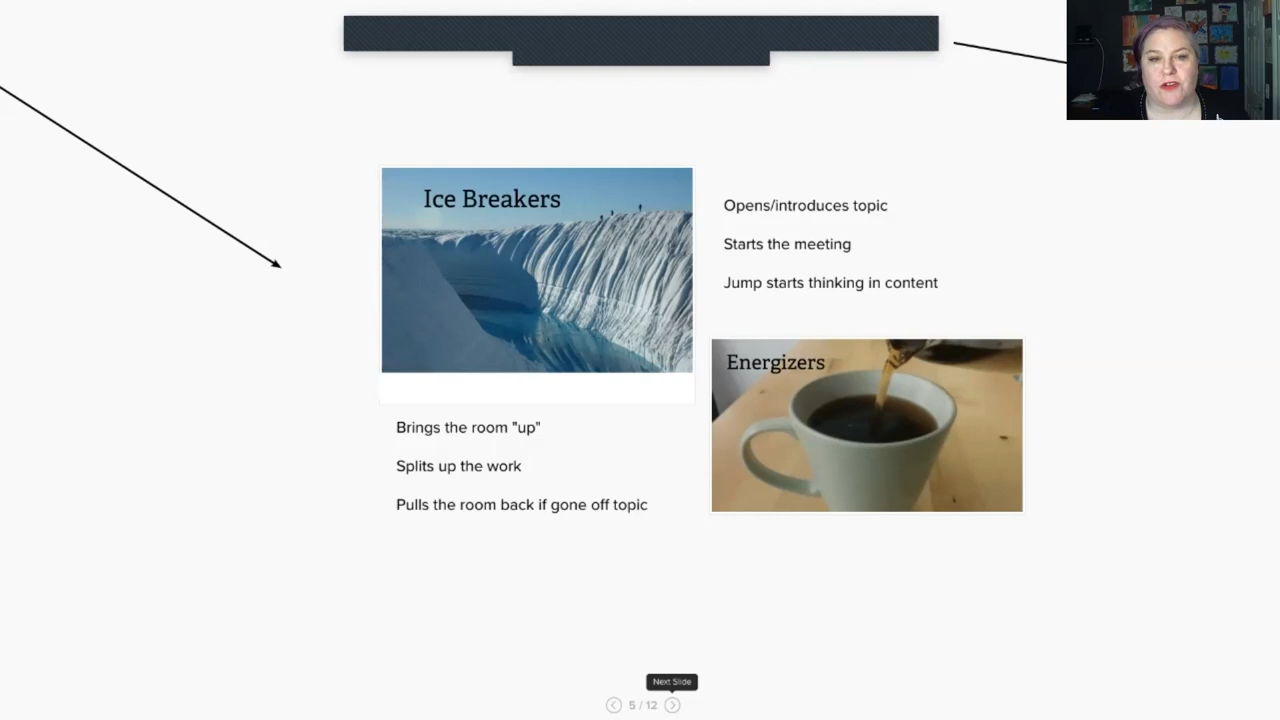 Ice Breakers
Opens/introduces topic
Starts the meeting
Jump starts thinking in content
Energizers
Brings the room "up"
Splits up the work
Pulls the room back if gone off topic
Next Slide
5 / 12